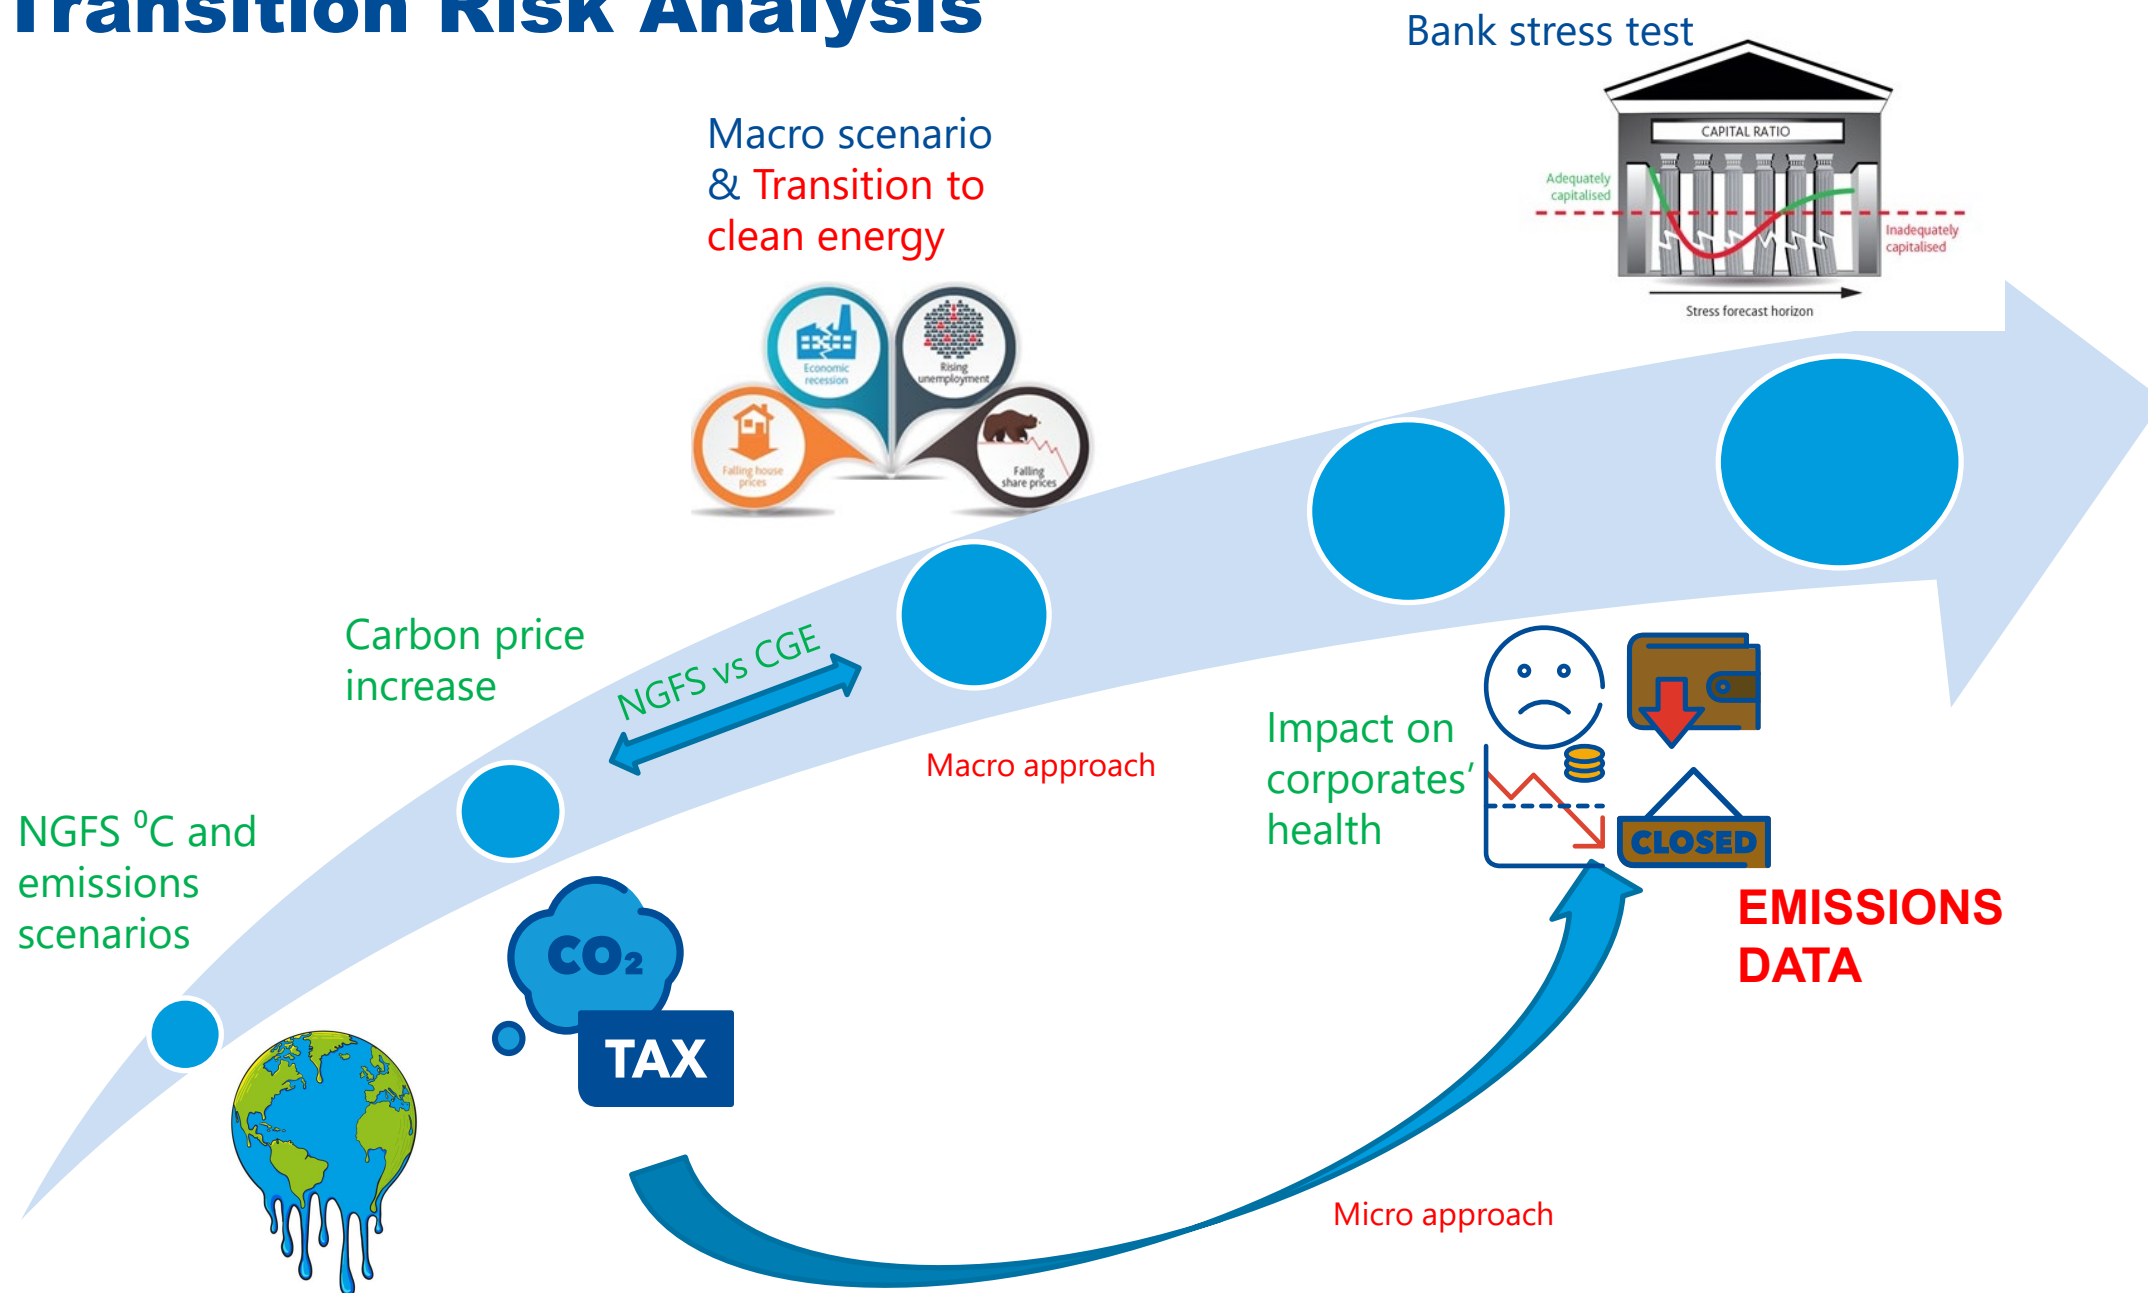 Transition Risk Analysis
Bank stress test
CAPITAL RATIO
Adequately
capitalised
Inadequately
capitalised
Stress forecast horizon
Macro scenario
& Transition to
clean energy
Economic
recession
Rising
unemployment
Falling house
prices
Falling
share prices
Carbon price
increase
NGFS vs CGE
Macro approach
Impact on
corporates’
health
CLOSED
EMISSIONS
DATA
NGFS ⁰C and
emissions
scenarios
CO₂
TAX
Micro approach